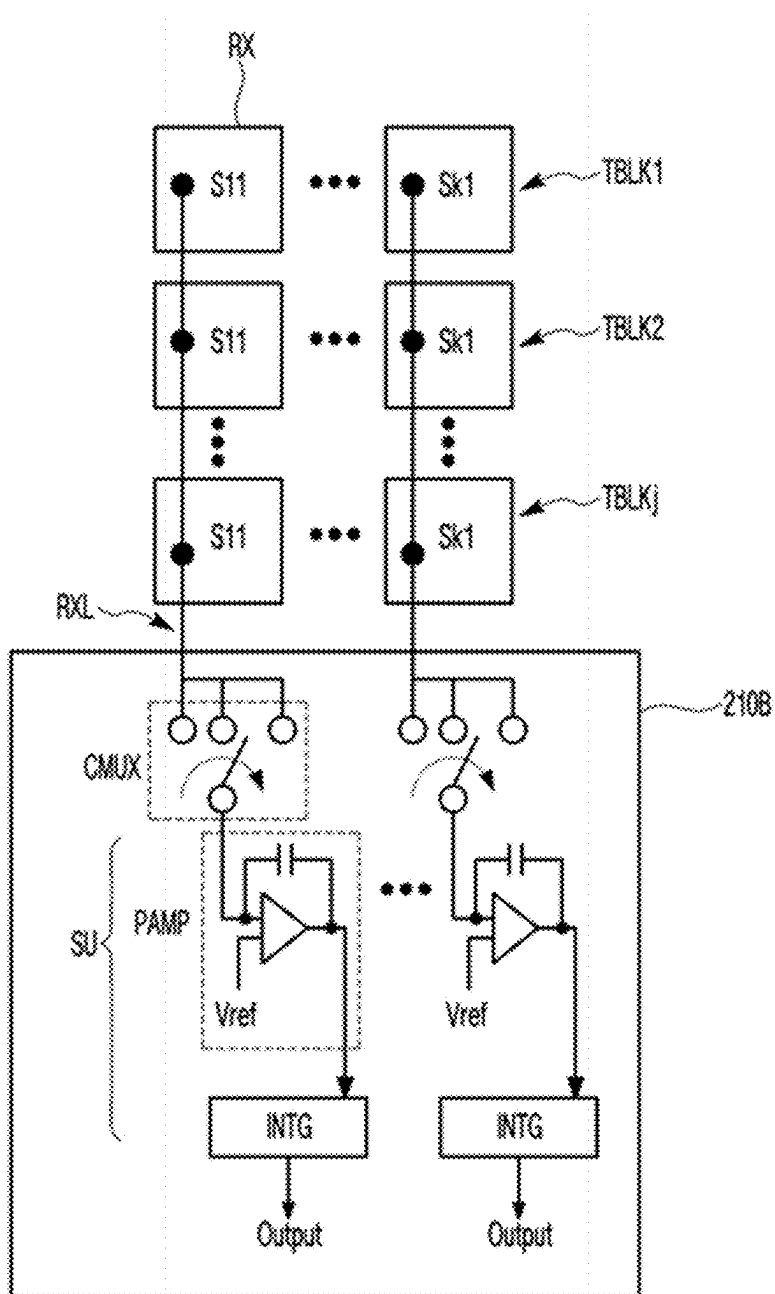 RX
S11
Sk1
TBLK1
S11
Sk1
TBLK2
S11
Sk1
TBLKj
RXL
210B
CMUX
SU
PAMP
Vref
Vref
INTG
INTG
Output
Output